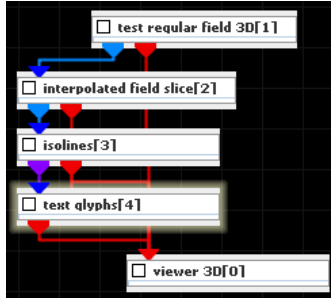 test regular field 3D[1]
interpolated field slice[2]
isolines[3]
text glyphs[4]
viewer 3D[0]